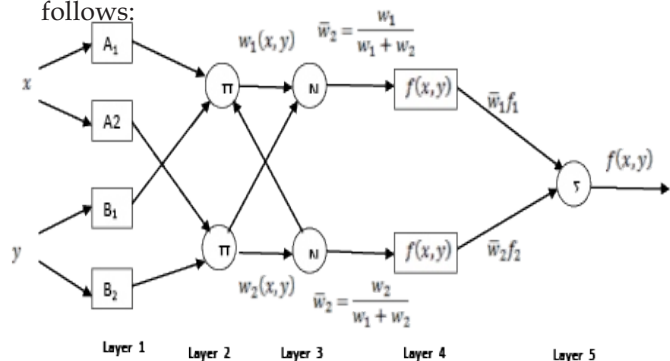 follows:
w₁(x,y)
w̅₂ = w₁ / (w₁ + w₂)
A₁
x
π
N
f(x,y)
w̅₁f₁
A2
f(x,y)
B₁
y
π
N
f(x,y)
w̅₂f₂
B₂
w₂(x,y)
w̅₂ = w₂ / (w₁ + w₂)
Layer 1
Layer 2
Layer 3
Layer 4
Layer 5